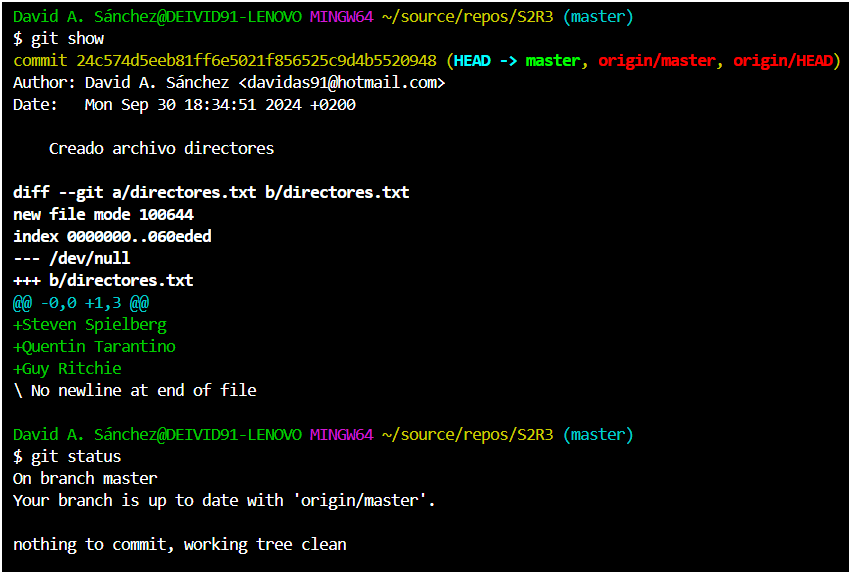 David A. Sánchez@DEIVID91-LENOVO MINGW64 ~/source/repos/S2R3 (master)
$ git show
commit 24c574d5eeb81ff6e5021f856525c9d4b5520948 (HEAD -> master, origin/master, origin/HEAD)
Author: David A. Sánchez <davidas91@hotmail.com>
Date:   Mon Sep 30 18:34:51 2024 +0200

    Creado archivo directores

diff --git a/directores.txt b/directores.txt
new file mode 100644
index 0000000..060eded
--- /dev/null
+++ b/directores.txt
@@ -0,0 +1,3 @@
+Steven Spielberg
+Quentin Tarantino
+Guy Ritchie
\ No newline at end of file

David A. Sánchez@DEIVID91-LENOVO MINGW64 ~/source/repos/S2R3 (master)
$ git status
On branch master
Your branch is up to date with 'origin/master'.

nothing to commit, working tree clean